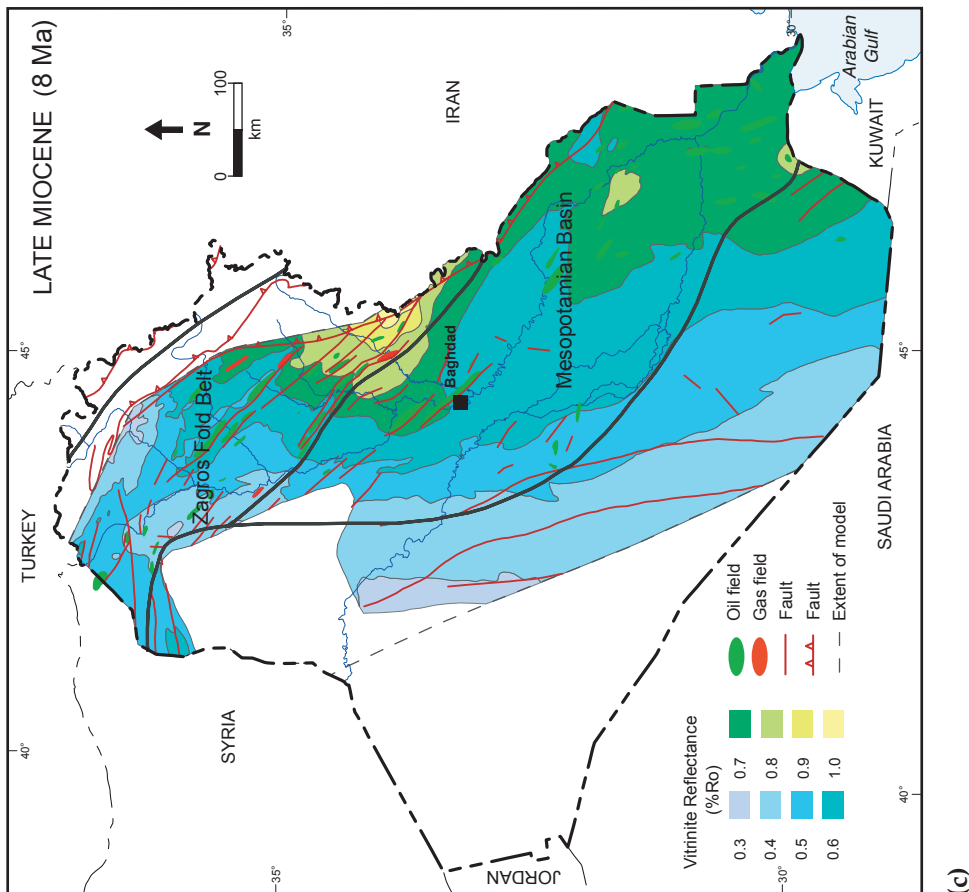 LATE MIOCENE (8 Ma)
TURKEY
45°
40°
35°
35°
N
0
100
km
IRAN
SYRIA
Zagros Fold Belt
Baghdad
Mesopotamian Basin
JORDAN
SAUDI ARABIA
KUWAIT
Arabian
Gulf
30°
30°
45°
40°
Vitrinite Reflectance
(%Ro)
0.3
0.7
0.4
0.8
0.5
0.9
0.6
1.0
Oil field
Gas field
Fault
Fault
Extent of model
(c)